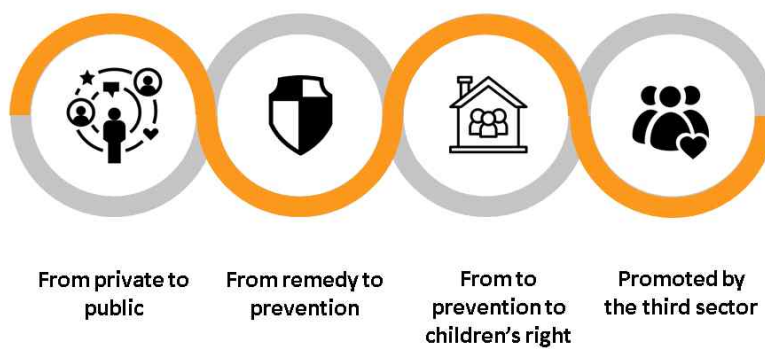 From private to
public
From remedy to
prevention
From to
prevention to
children's right
Promoted by
the third sector